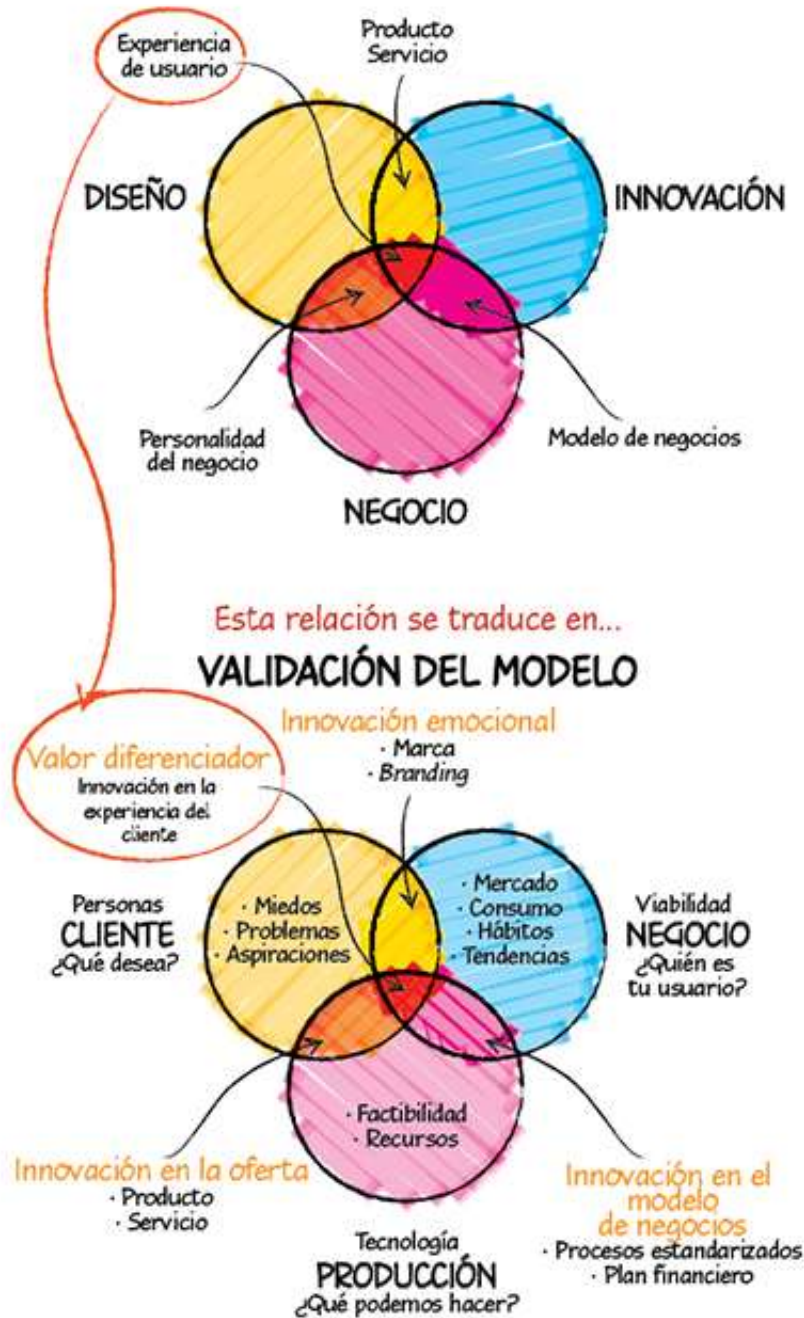 Experiencia
de usuario
Producto
Servicio
DISEÑO
INNOVACIÓN
Personalidad
del negocio
Modelo de negocios
NEGOCIO
Esta relación se traduce en...
VALIDACIÓN DEL MODELO
Innovación emocional
· Marca
· Branding
Valor diferenciador
Innovación en la
experiencia del
cliente
Personas
CLIENTE
¿Qué desea?
· Miedos
· Problemas
· Aspiraciones
· Mercado
· Consumo
· Hábitos
· Tendencias
Viabilidad
NEGOCIO
¿Quién es
tu usuario?
· Factibilidad
· Recursos
Innovación en la oferta
· Producto
· Servicio
Innovación en el
modelo
de negocios
· Procesos estandarizados
· Plan financiero
Tecnología
PRODUCCIÓN
¿Qué podemos hacer?